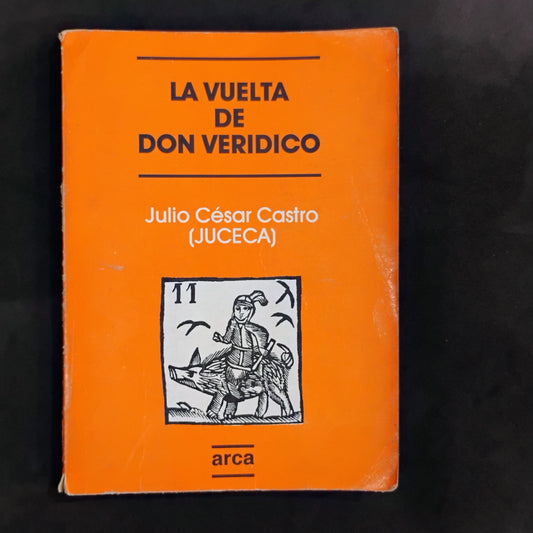 LA VUELTA
DE
DON VERIDICO
Julio César Castro
(JUCECA)
11
arca